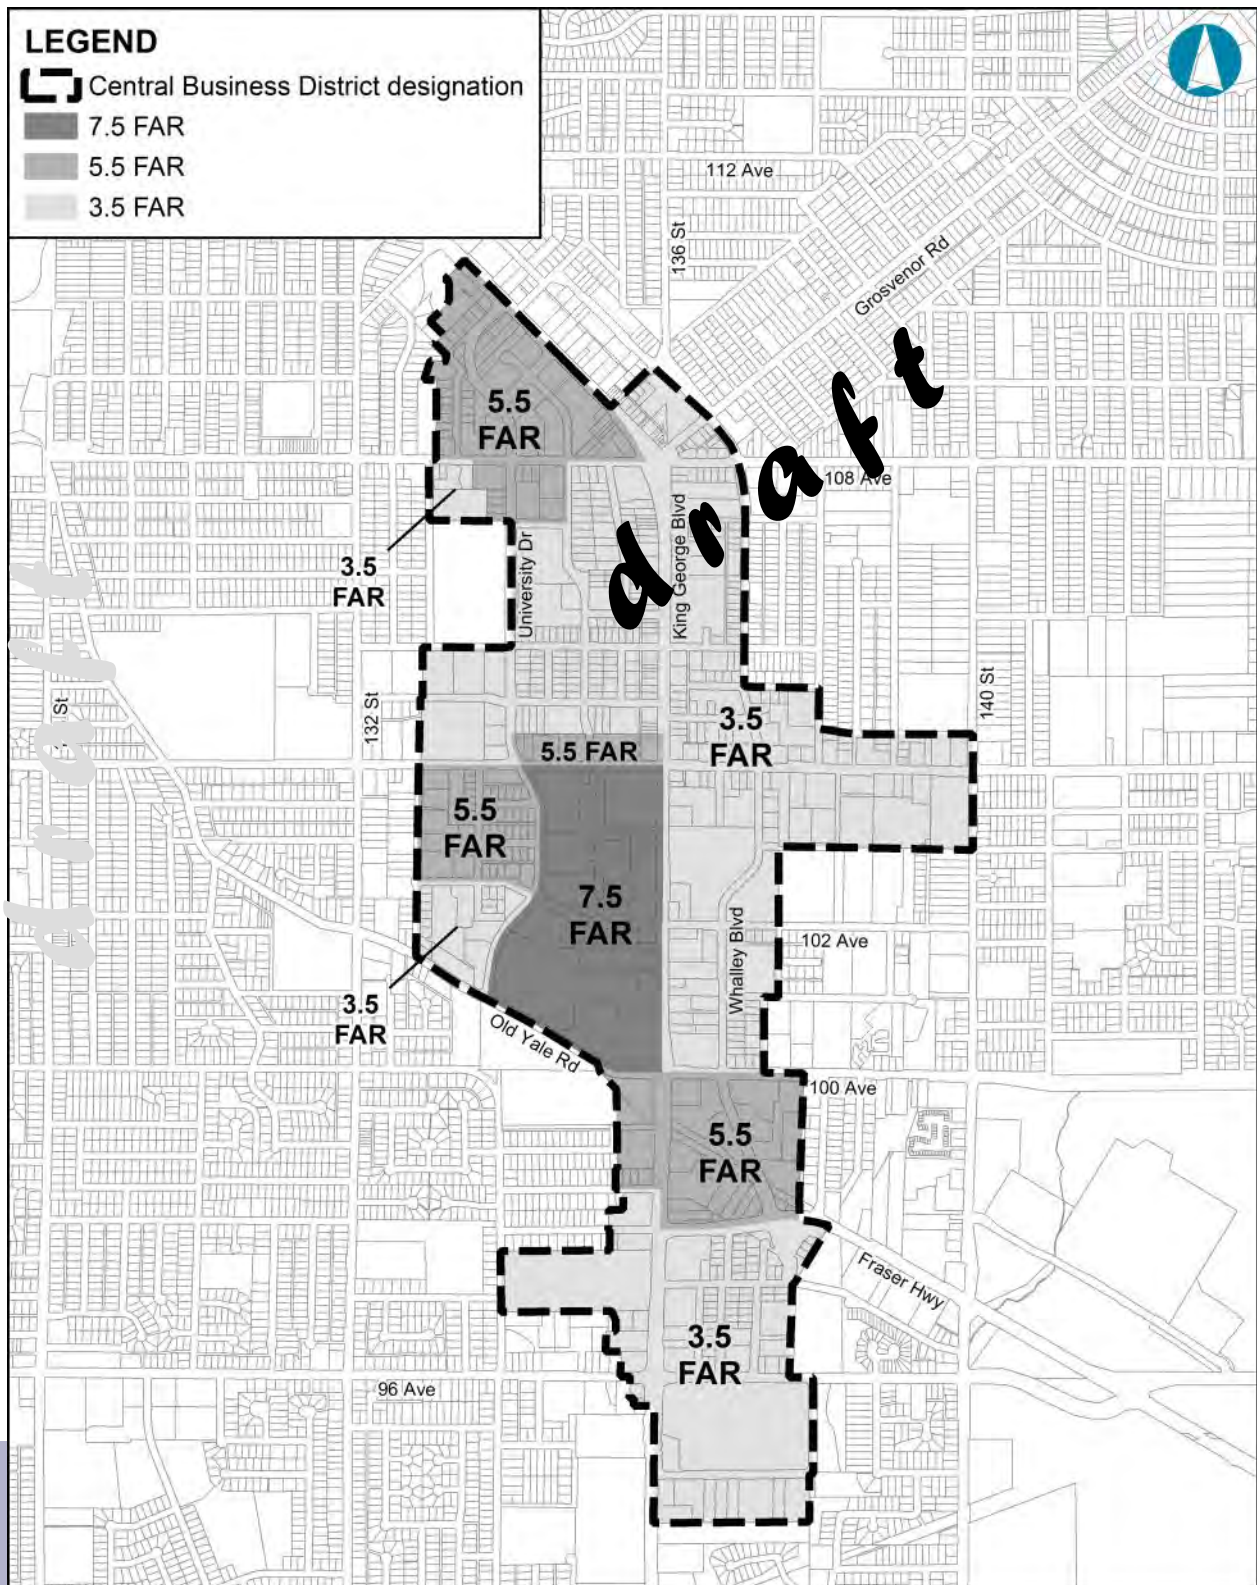 LEGEND
Central Business District designation
7.5 FAR
5.5 FAR
3.5 FAR
112 Ave
136 St
Grosvenor Rd
draft
5.5
FAR
108 Ave
King George Blvd
3.5
FAR
University Dr
draft
St
132 St
140 St
3.5
FAR
5.5 FAR
5.5
FAR
7.5
FAR
102 Ave
Whalley Blvd
3.5
FAR
Old Yale Rd
100 Ave
5.5
FAR
Fraser Hwy
3.5
FAR
96 Ave